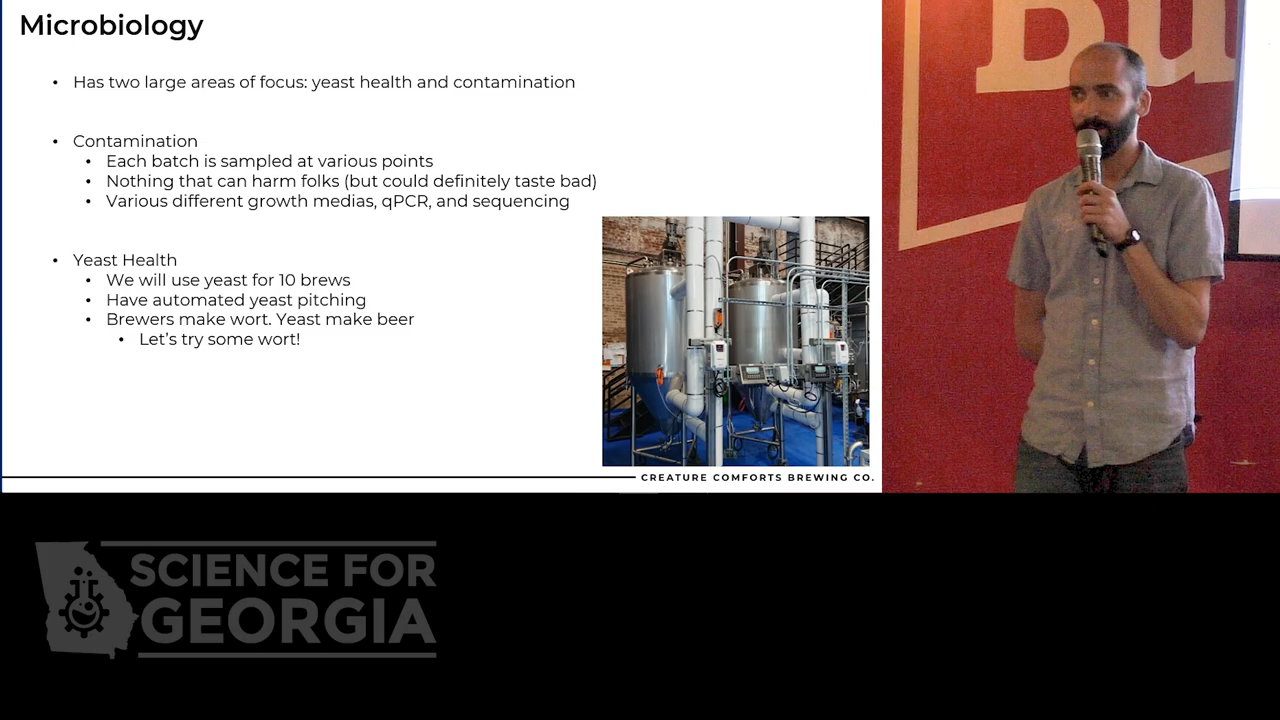 Microbiology
• Has two large areas of focus: yeast health and contamination
• Contamination
• Each batch is sampled at various points
• Nothing that can harm folks (but could definitely taste bad)
• Various different growth medias, qPCR, and sequencing
• Yeast Health
• We will use yeast for 10 brews
• Have automated yeast pitching
• Brewers make wort. Yeast make beer
• Let's try some wort!
CREATURE COMFORTS BREWING CO.
Bu
SCIENCE FOR
GEORGIA